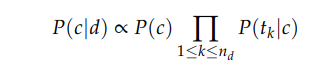 P(c|d) ∝ P(c) ∏ P(t_k|c)
1≤k≤n_d